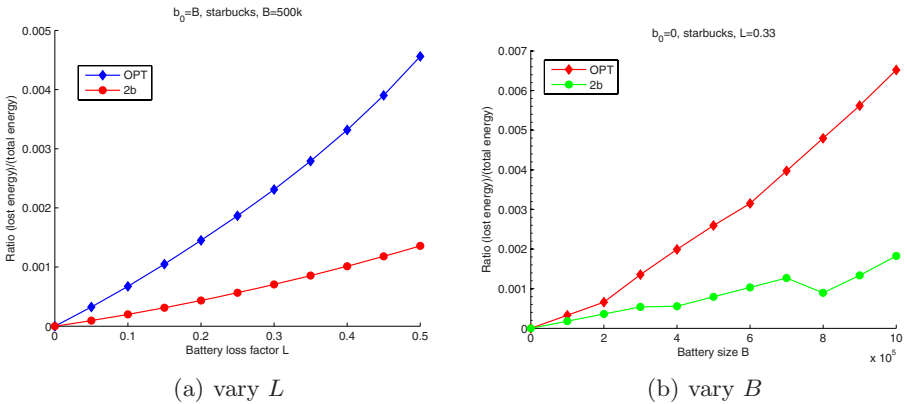 b_0=B, starbucks, B=500k
0.005
0.004
0.003
0.002
0.001
0
Ratio (lost energy)/(total energy)
OPT
2b
0 0.1 0.2 0.3 0.4 0.5
Battery loss factor L
(a) vary L
b_0=0, starbucks, L=0.33
0.007
0.006
0.005
0.004
0.003
0.002
0.001
0
Ratio (lost energy)/(total energy)
OPT
2b
0 2 4 6 8 10
x 10^5
Battery size B
(b) vary B